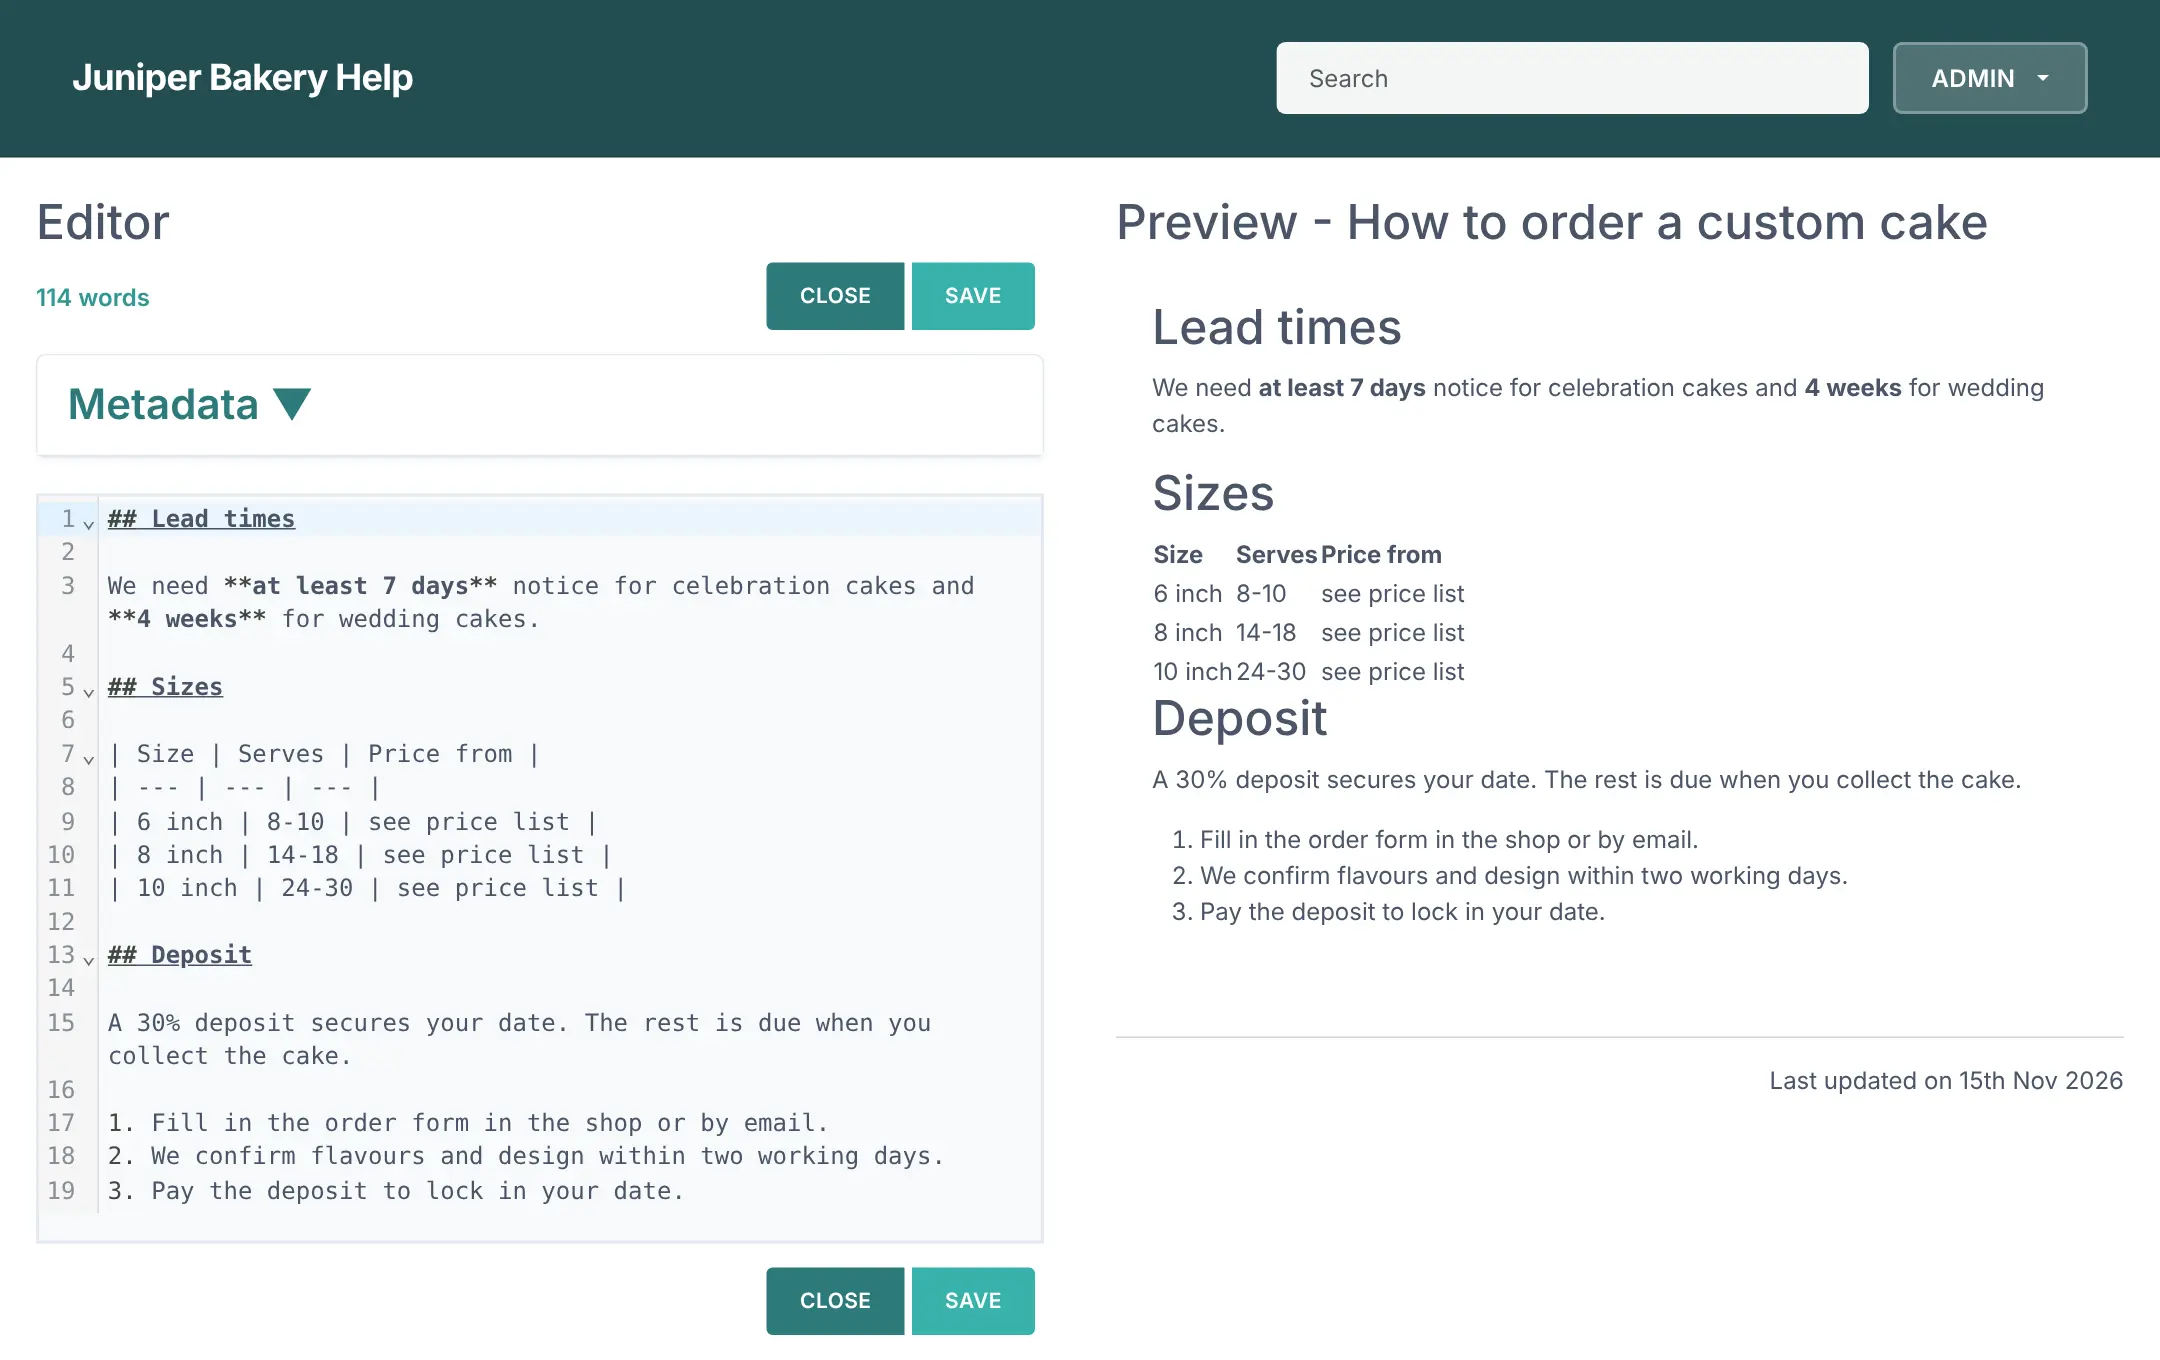 Juniper Bakery Help
Search
ADMIN
Editor
114 words
CLOSE
SAVE
Metadata ▼
1 ## Lead times
2
3 We need **at least 7 days** notice for celebration cakes and
**4 weeks** for wedding cakes.
4
5 ## Sizes
6
7 | Size | Serves | Price from |
8 | --- | --- | --- |
9 | 6 inch | 8-10 | see price list |
10 | 8 inch | 14-18 | see price list |
11 | 10 inch | 24-30 | see price list |
12
13 ## Deposit
14
15 A 30% deposit secures your date. The rest is due when you
collect the cake.
16
17 1. Fill in the order form in the shop or by email.
18 2. We confirm flavours and design within two working days.
19 3. Pay the deposit to lock in your date.
CLOSE
SAVE
Preview - How to order a custom cake
Lead times
We need at least 7 days notice for celebration cakes and 4 weeks for wedding
cakes.
Sizes
Size Serves Price from
6 inch 8-10 see price list
8 inch 14-18 see price list
10 inch 24-30 see price list
Deposit
A 30% deposit secures your date. The rest is due when you collect the cake.
1. Fill in the order form in the shop or by email.
2. We confirm flavours and design within two working days.
3. Pay the deposit to lock in your date.
Last updated on 15th Nov 2026